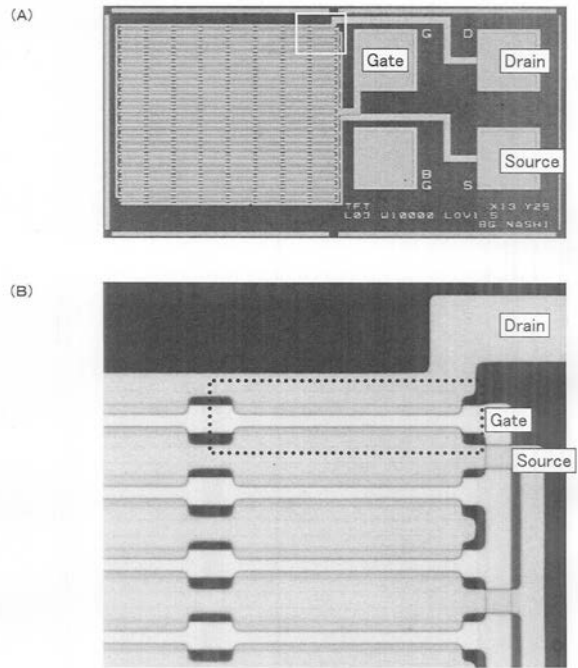 (A)
G D
Gate Drain
Source
B
G S
TFT X13 Y25
L03 W10000 LOV1.5
BG NASHI
(B)
Drain
Gate
Source